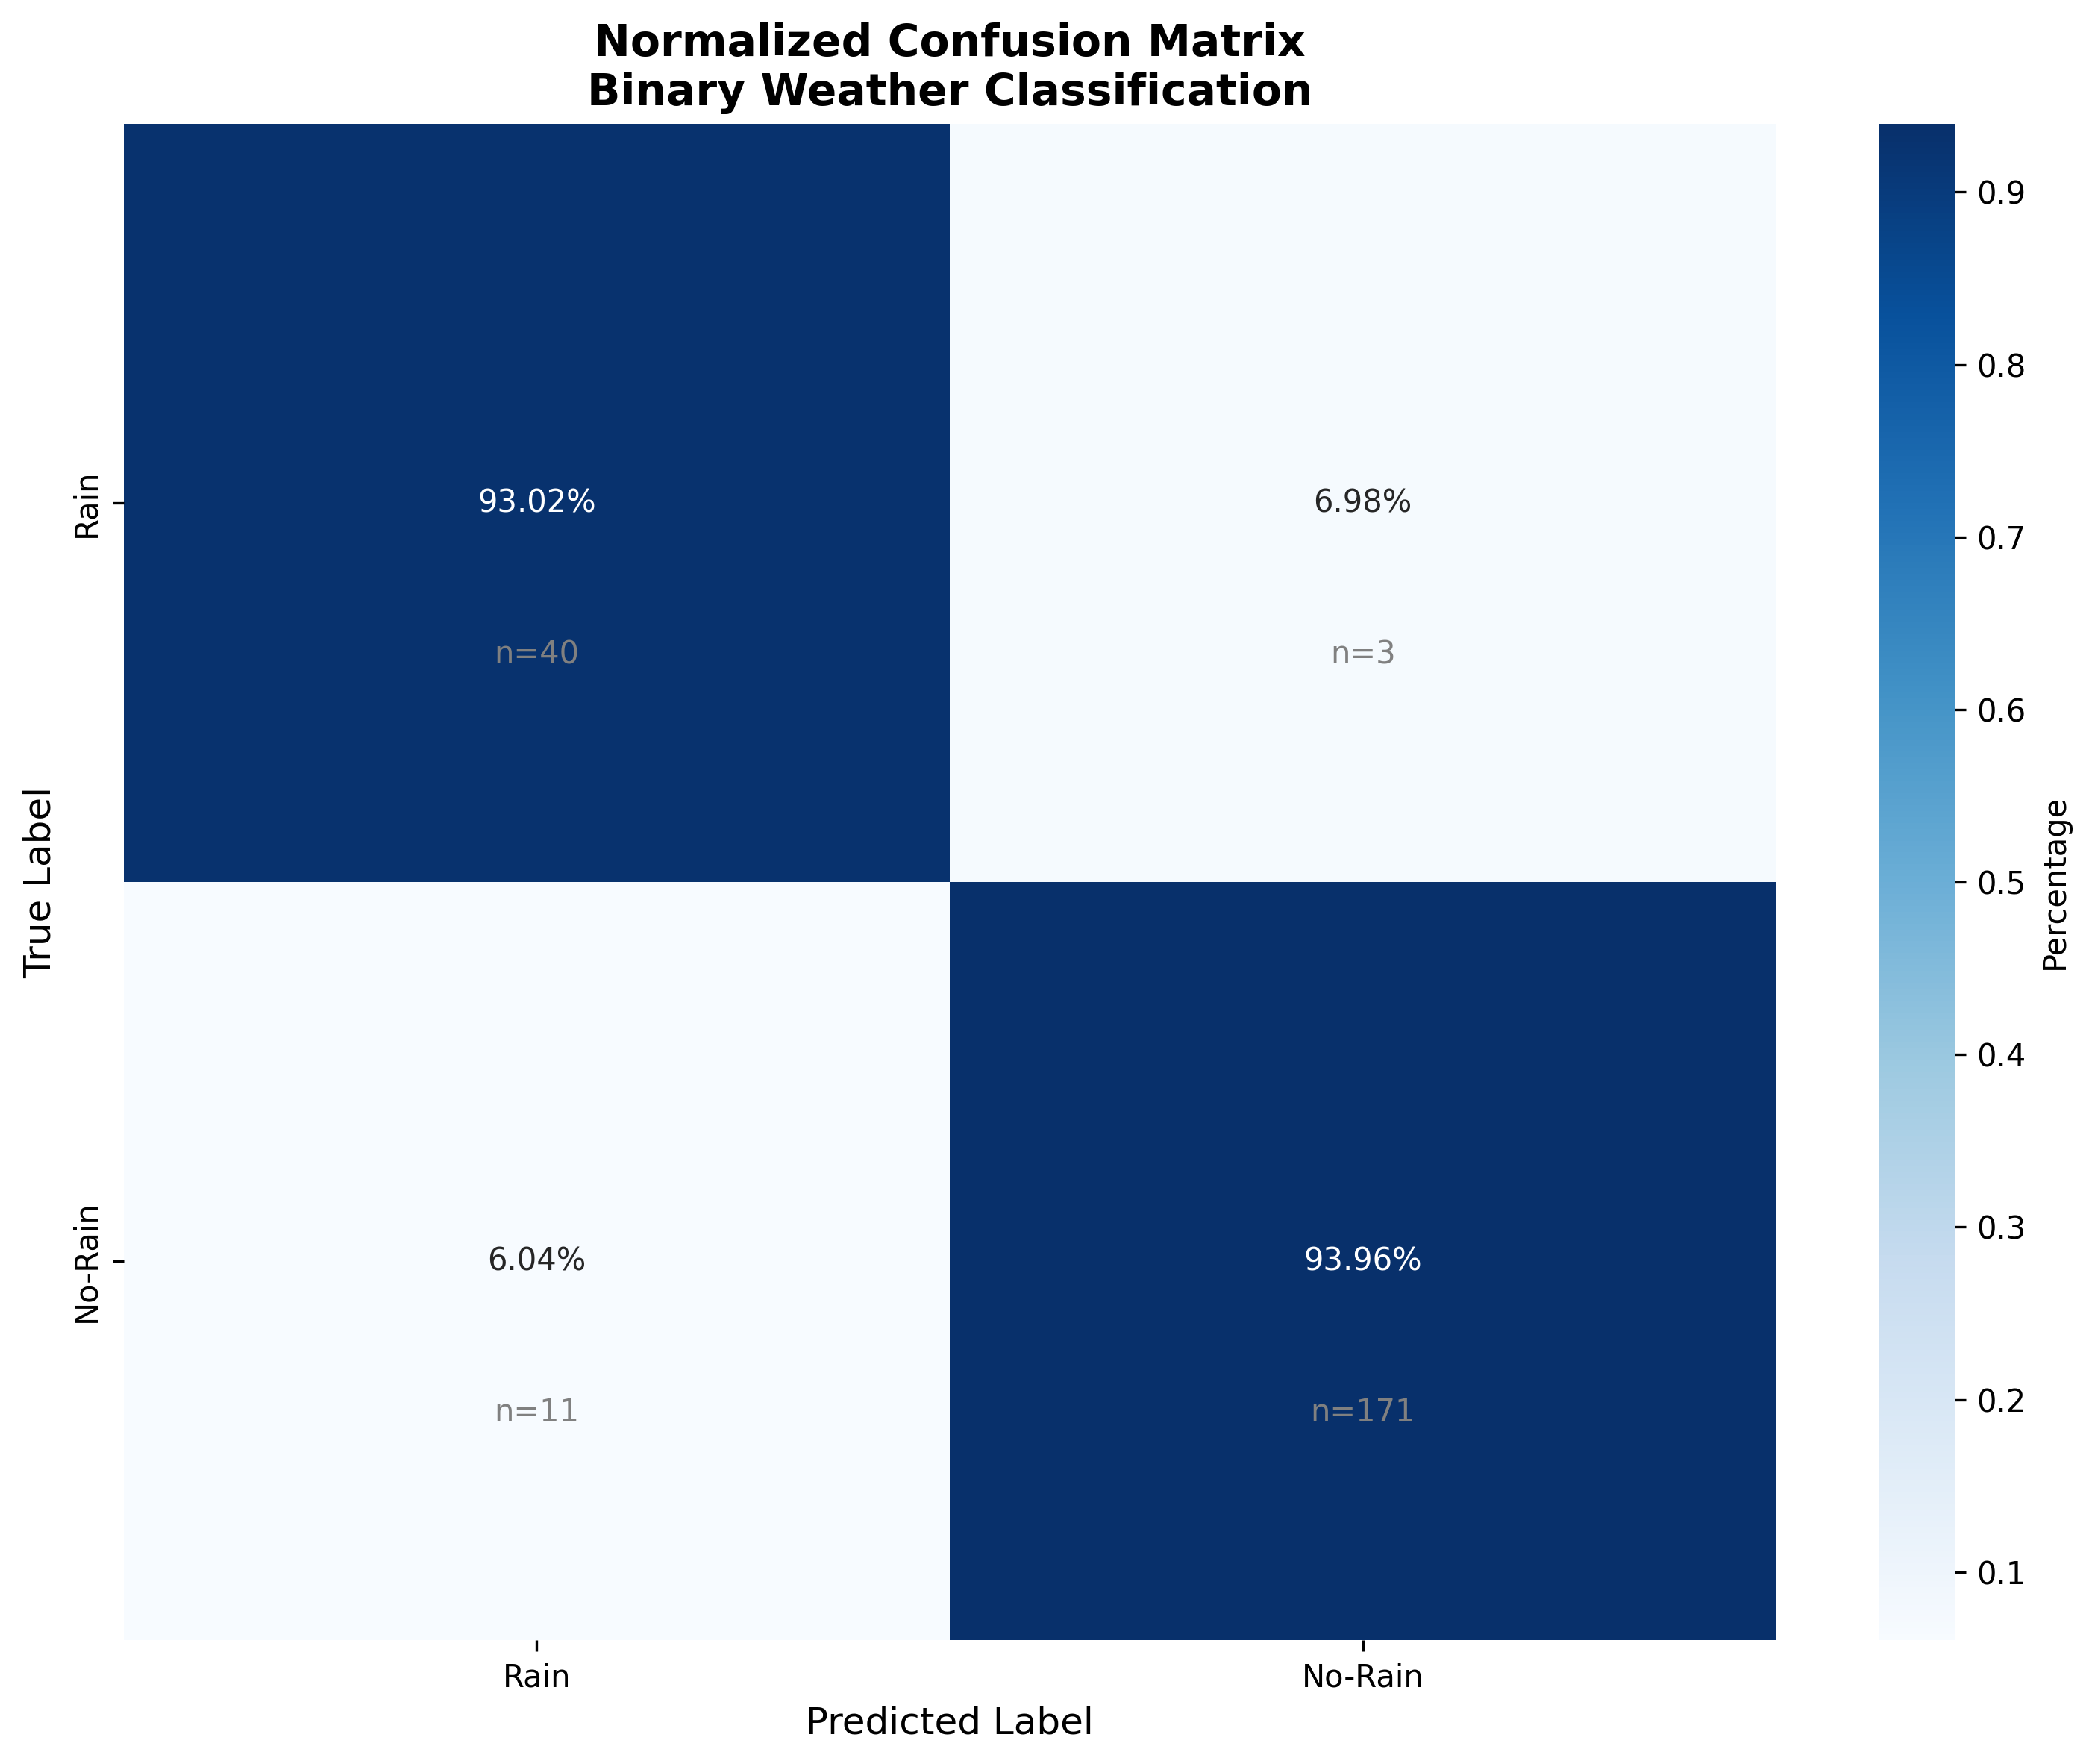 Normalized Confusion Matrix
Binary Weather Classification
True Label
Rain
No-Rain
93.02%
6.98%
n=40
n=3
6.04%
93.96%
n=11
n=171
Rain
No-Rain
Predicted Label
0.9
0.8
0.7
0.6
0.5
0.4
0.3
0.2
0.1
Percentage